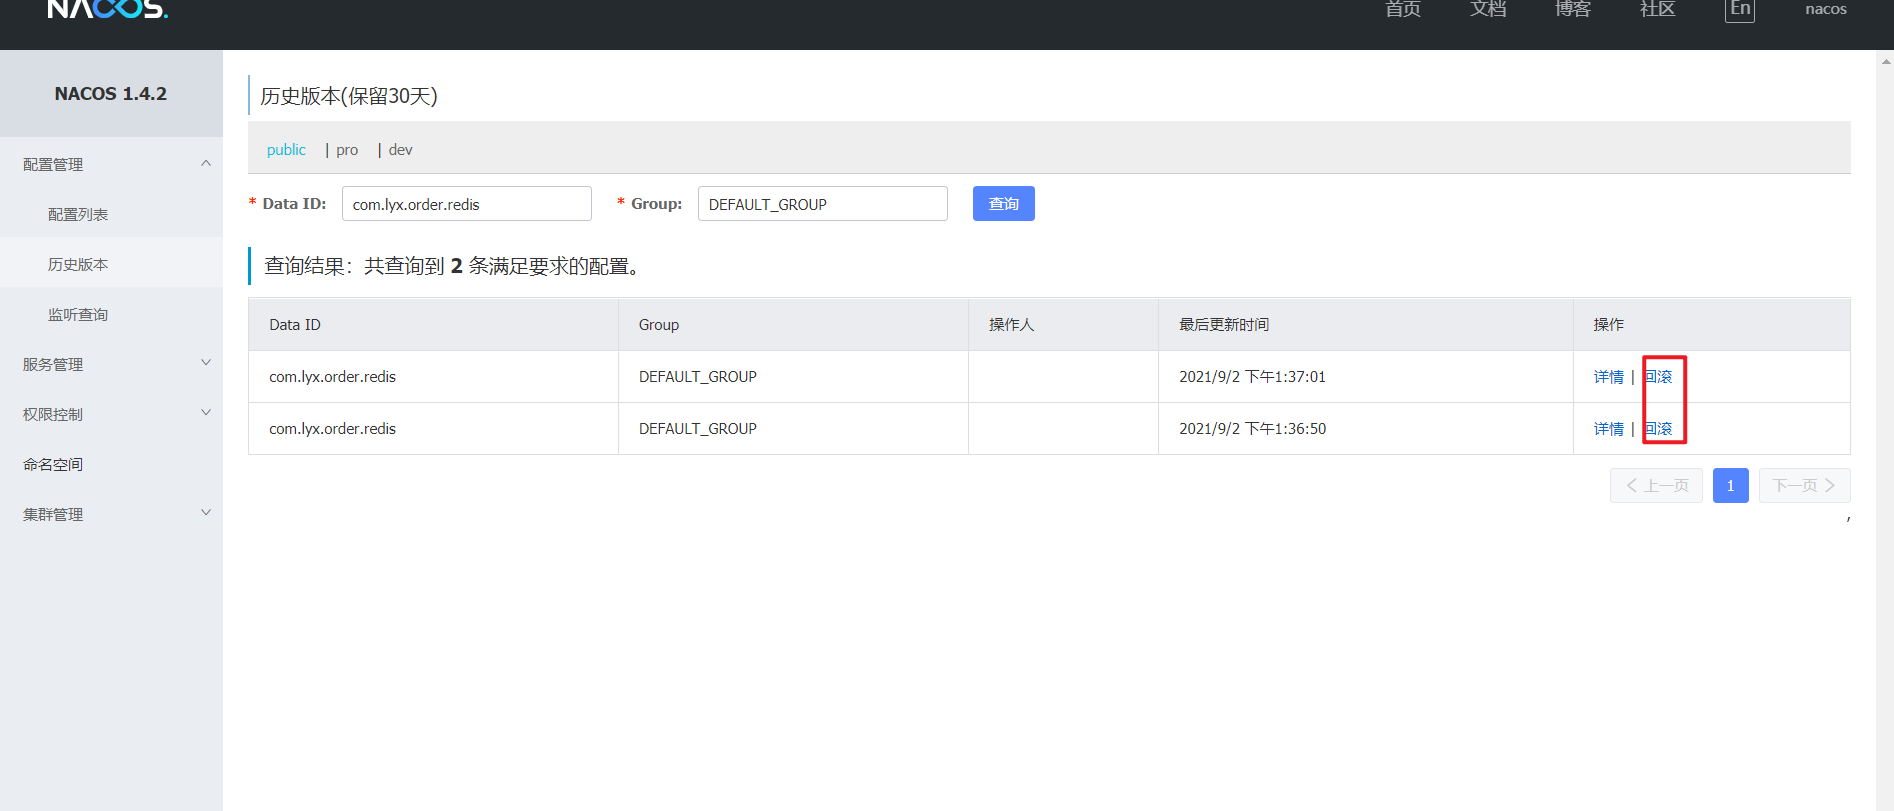 NACOS.
首页 文档 博客 社区 En nacos
NACOS 1.4.2
配置管理
配置列表
历史版本
监听查询
服务管理
权限控制
命名空间
集群管理
历史版本(保留30天)
public | pro | dev
* Data ID: com.lyx.order.redis * Group: DEFAULT_GROUP 查询
查询结果：共查询到 2 条满足要求的配置。
Data ID Group 操作人 最后更新时间 操作
com.lyx.order.redis DEFAULT_GROUP 2021/9/2 下午1:37:01 详情 | 回滚
com.lyx.order.redis DEFAULT_GROUP 2021/9/2 下午1:36:50 详情 | 回滚
上一页 1 下一页
,